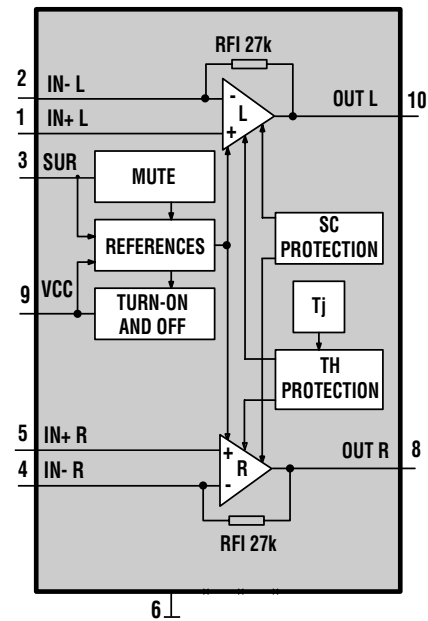 RFI 27k
2 IN- L
OUT L 10
- L
1 IN+ L
+
3 SUR
MUTE
REFERENCES
SC
PROTECTION
9 VCC
TURN-ON
AND OFF
Tj
TH
PROTECTION
5 IN+ R
+
OUT R 8
R
4 IN- R
-
RFI 27k
6